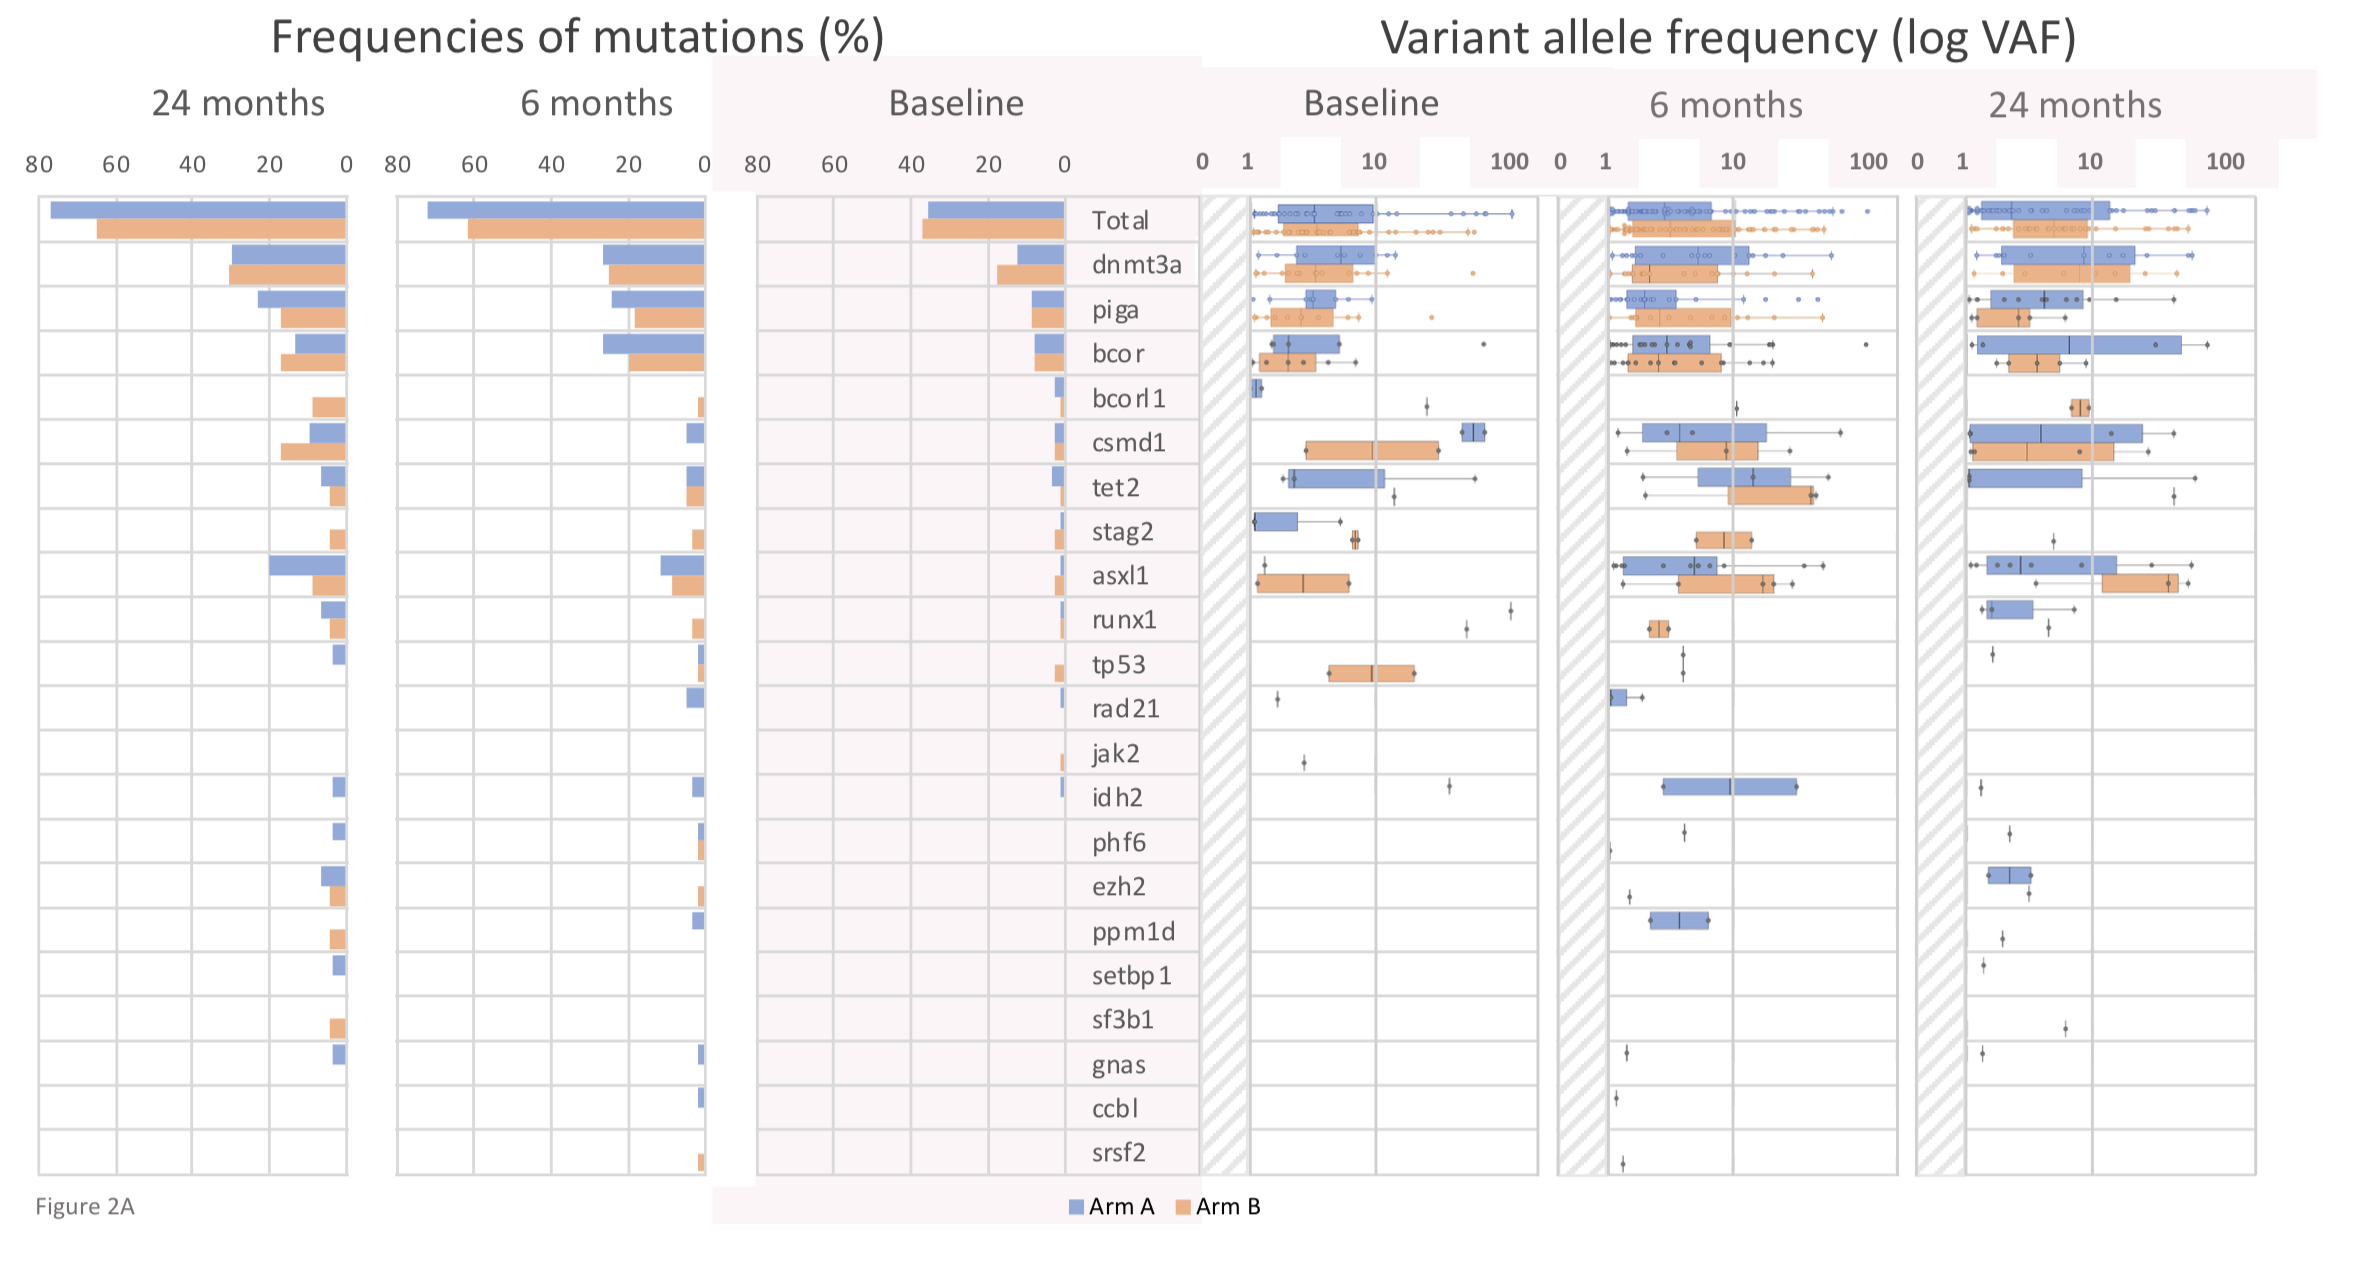 Frequencies of mutations (%)
Variant allele frequency (log VAF)
24 months
6 months
Baseline
Baseline
6 months
24 months
80 60 40 20 0
80 60 40 20 0
80 60 40 20 0
0 1 10 100
0 1 10 100
0 1 10 100
Total
dnmt3a
piga
bcor
bcorl1
csmd1
tet2
stag2
asxl1
runx1
tp53
rad21
jak2
idh2
phf6
ezh2
ppm1d
setbp1
sf3b1
gnas
ccbl
srsf2
Figure 2A
Arm A
Arm B